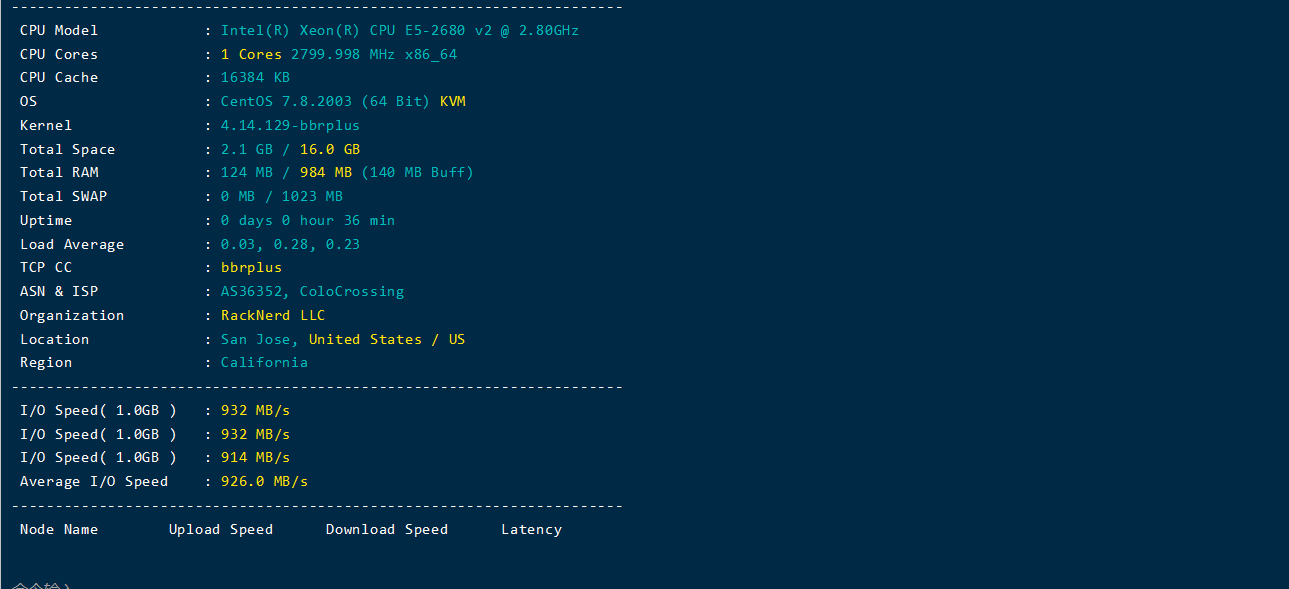 ----------------------------------------------------------------------
CPU Model : Intel(R) Xeon(R) CPU E5-2680 v2 @ 2.80GHz
CPU Cores : 1 Cores 2799.998 MHz x86_64
CPU Cache : 16384 KB
OS : CentOS 7.8.2003 (64 Bit) KVM
Kernel : 4.14.129-bbrplus
Total Space : 2.1 GB / 16.0 GB
Total RAM : 124 MB / 984 MB (140 MB Buff)
Total SWAP : 0 MB / 1023 MB
Uptime : 0 days 0 hour 36 min
Load Average : 0.03, 0.28, 0.23
TCP CC : bbrplus
ASN & ISP : AS36352, ColoCrossing
Organization : RackNerd LLC
Location : San Jose, United States / US
Region : California
----------------------------------------------------------------------
I/O Speed( 1.0GB ) : 932 MB/s
I/O Speed( 1.0GB ) : 932 MB/s
I/O Speed( 1.0GB ) : 914 MB/s
Average I/O Speed : 926.0 MB/s
----------------------------------------------------------------------
Node Name Upload Speed Download Speed Latency